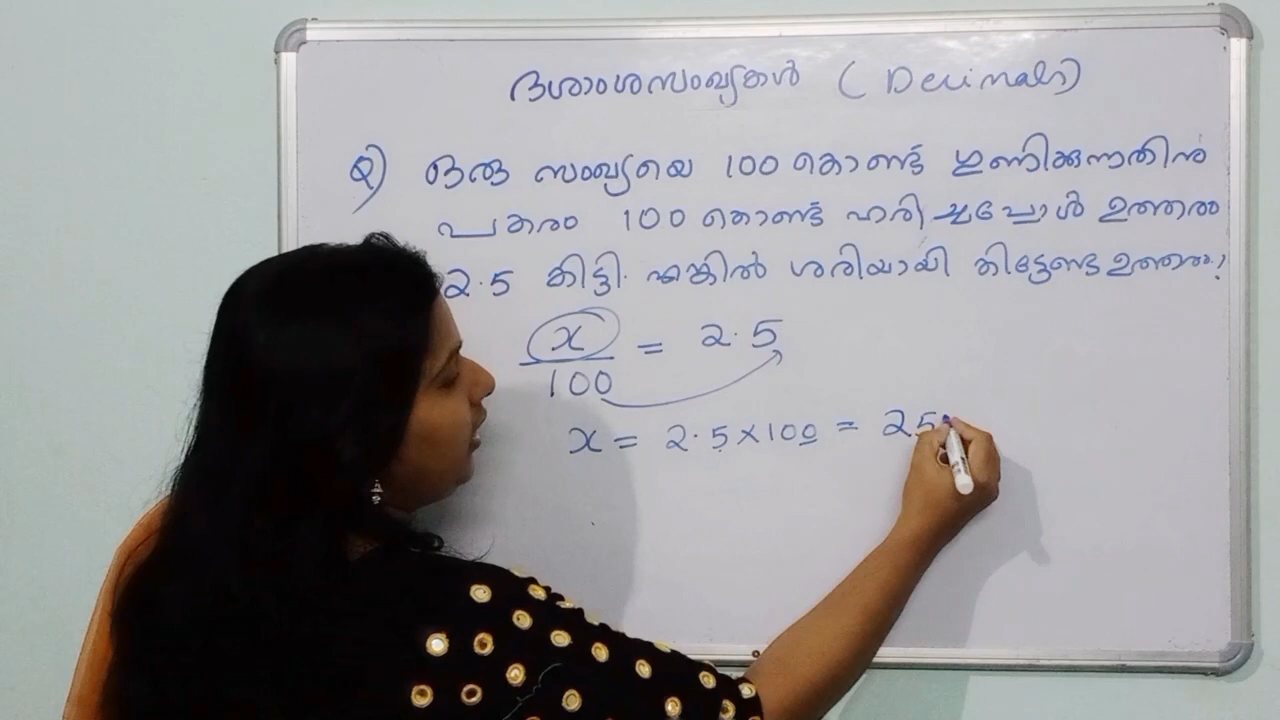 ദശാംശസംഖ്യകൾ (Decimals)
Q) ഒരു സംഖ്യയെ 100 കൊണ്ട് ഗുണിക്കുന്നതിനു
പകരം 100 കൊണ്ട് ഹരിച്ചപ്പോൾ ഉത്തരം
2.5 കിട്ടി. എങ്കിൽ ശരിയായി കിട്ടേണ്ട ഉത്തരം?
x/100 = 2.5
x = 2.5 × 100 = 25